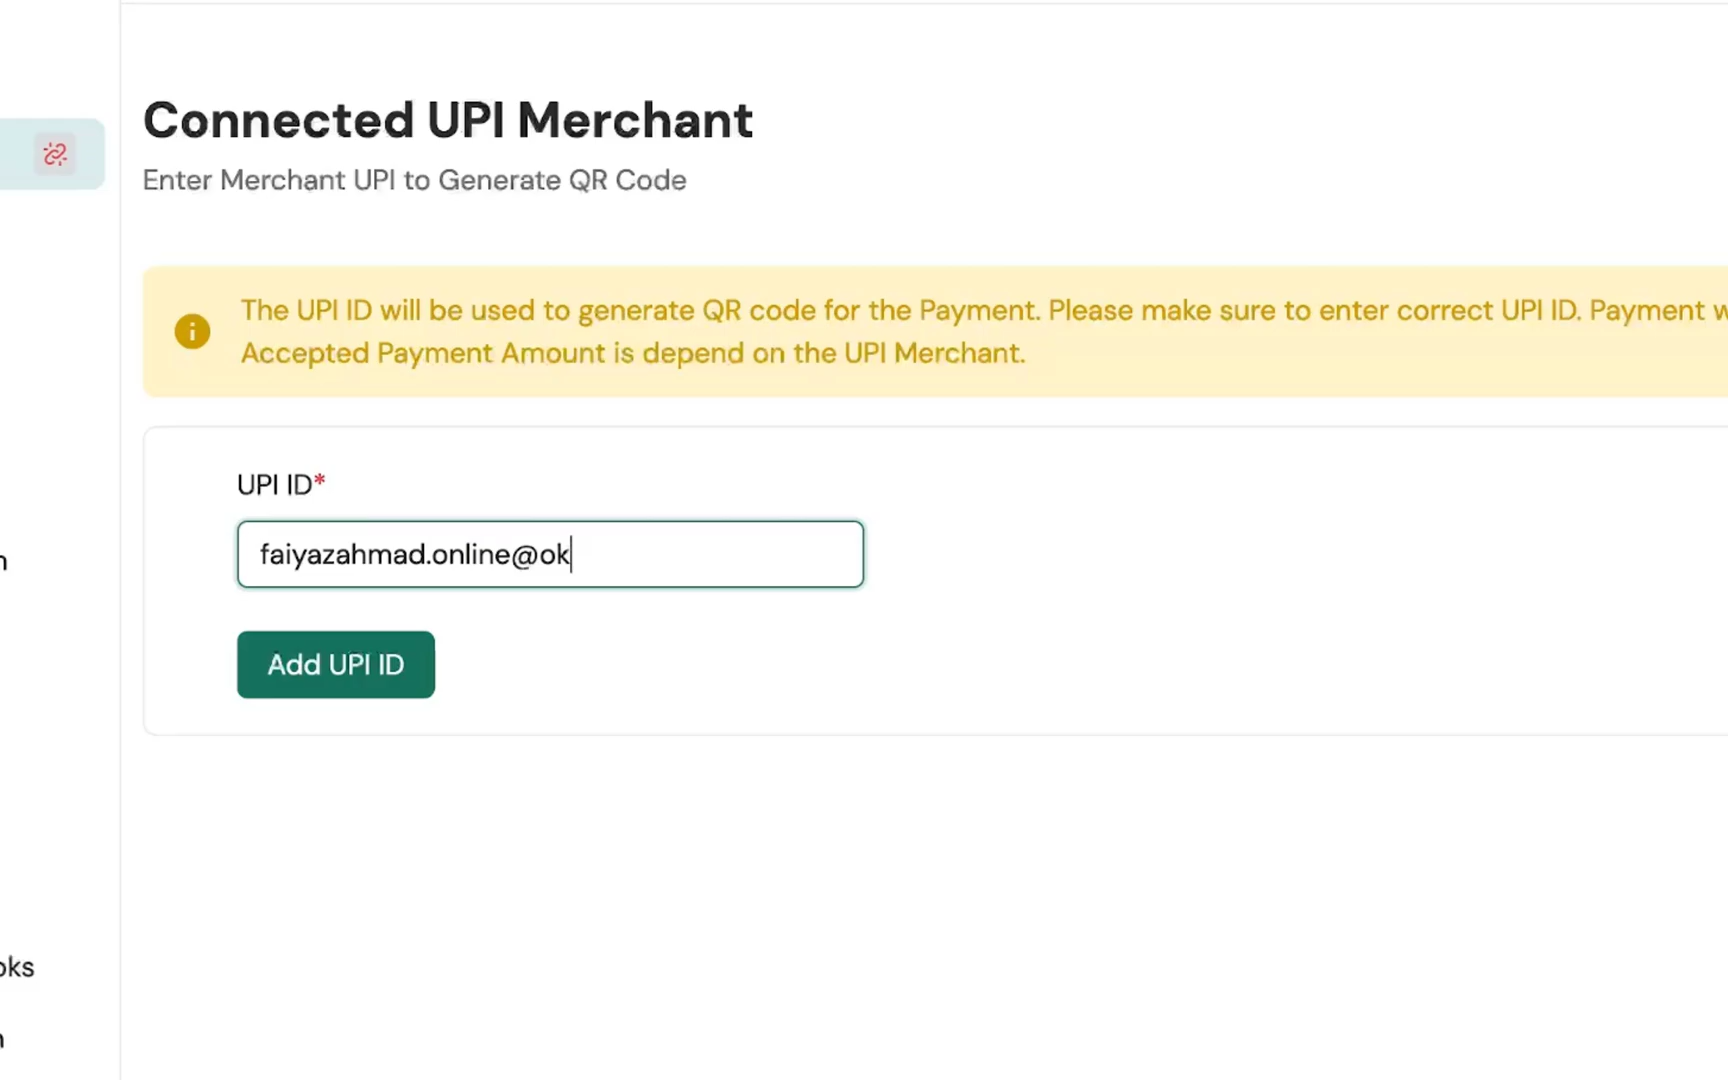 Connected UPI Merchant
Enter Merchant UPI to Generate QR Code
The UPI ID will be used to generate QR code for the Payment. Please make sure to enter correct UPI ID. Payment
Accepted Payment Amount is depend on the UPI Merchant.
UPI ID*
faiyazahmad.online@ok
Add UPI ID